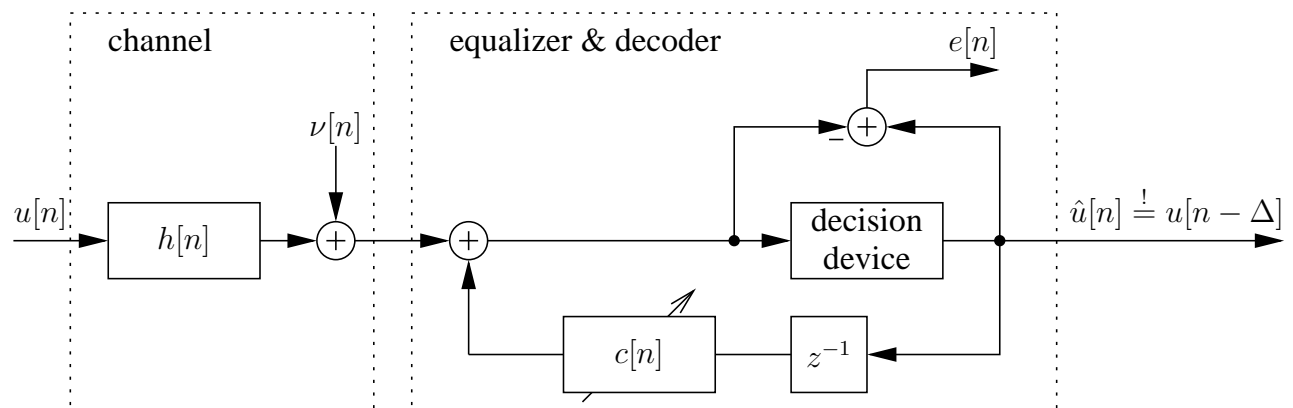 channel
equalizer & decoder
e[n]
ν[n]
+
−
u[n]
h[n]
+
+
decision
device
û[n] != u[n − Δ]
c[n]
z⁻¹